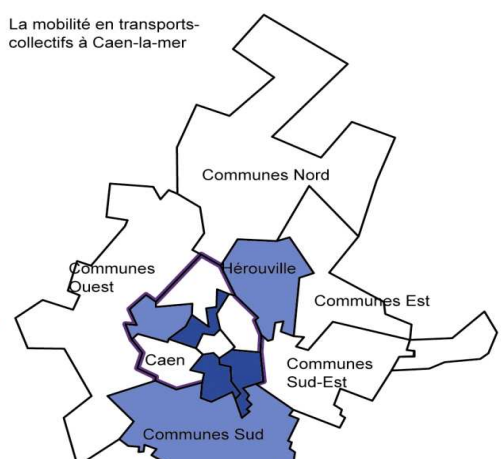 La mobilité en transports-
collectifs à Caen-la-mer
Communes Nord
Communes
Ouest
Hérouville
Communes Est
Caen
Communes
Sud-Est
Communes Sud